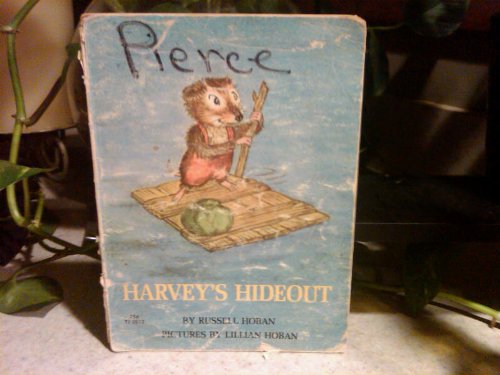 Pierce
HARVEY'S HIDEOUT
BY RUSSELL HOBAN
PICTURES BY LILLIAN HOBAN